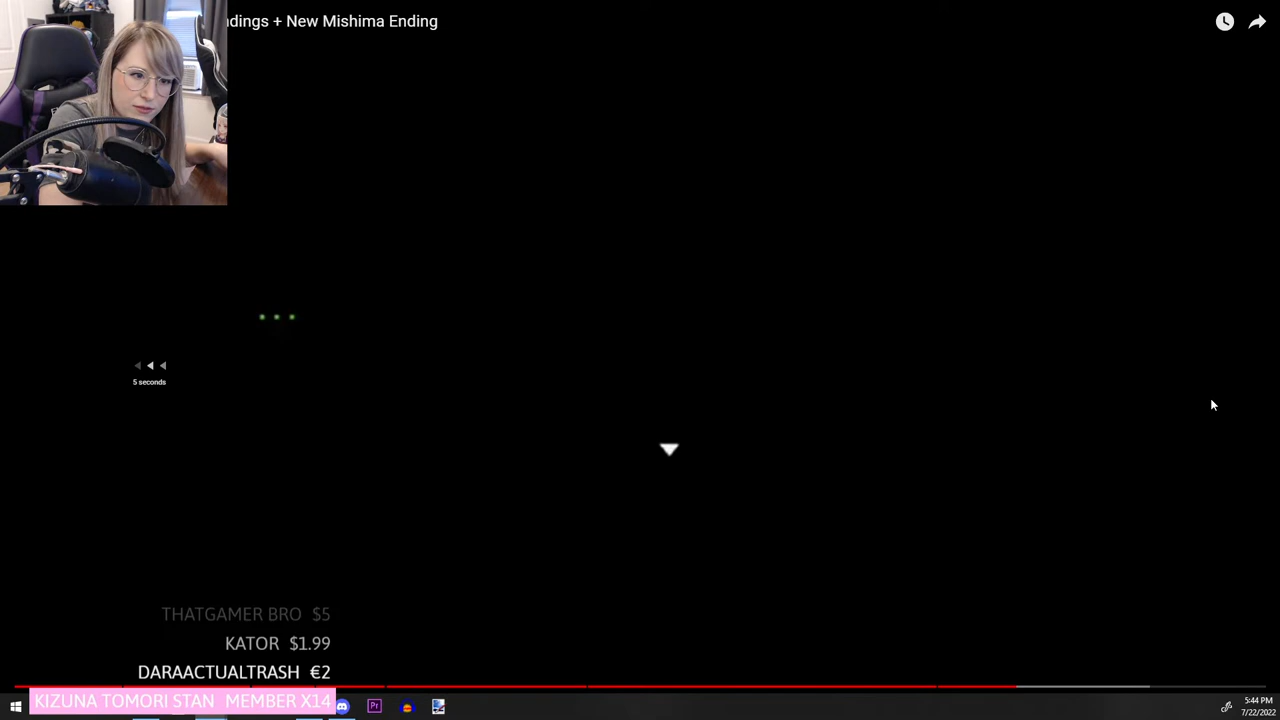 ndings + New Mishima Ending
...
5 seconds
THATGAMER BRO $5
KATOR $1.99
DARAACTUALTRASH €2
KIZUNA TOMORI STAN MEMBER X14
Pr
5:44 PM
7/22/2022